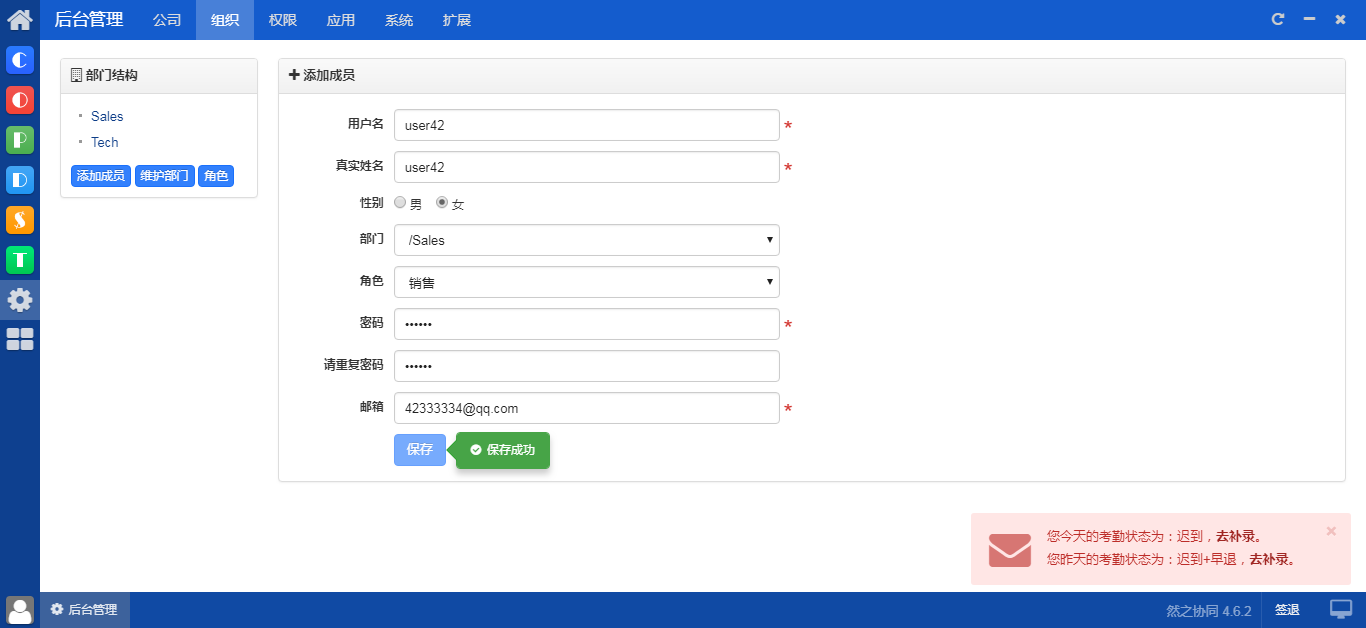 后台管理 公司 组织 权限 应用 系统 扩展
部门结构
Sales
Tech
添加成员 维护部门 角色
添加成员
用户名 user42 *
真实姓名 user42 *
性别 男 女
部门 /Sales
角色 销售
密码 •••••• *
请重复密码 ••••••
邮箱 42333334@qq.com *
保存 保存成功
您今天的考勤状态为：迟到，去补录。 ×
您昨天的考勤状态为：迟到+早退，去补录。
后台管理 然之协同 4.6.2 签退